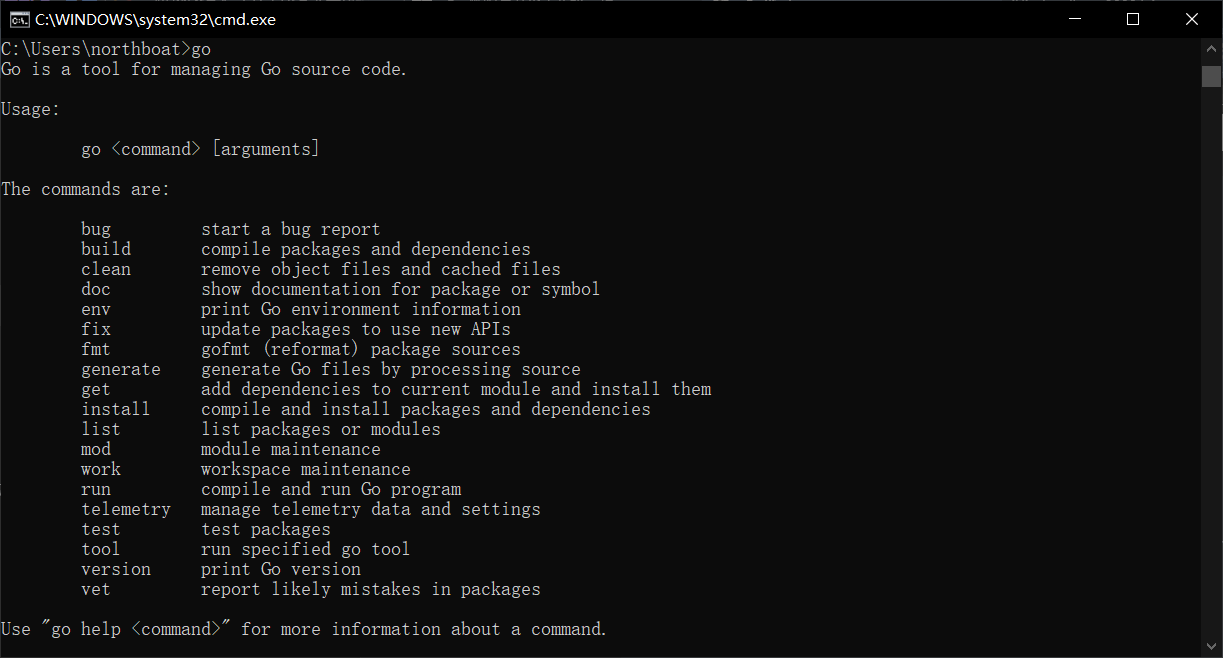 C:\WINDOWS\system32\cmd.exe
C:\Users\northboat>go
Go is a tool for managing Go source code.
Usage:
go <command> [arguments]
The commands are:
bug start a bug report
build compile packages and dependencies
clean remove object files and cached files
doc show documentation for package or symbol
env print Go environment information
fix update packages to use new APIs
fmt gofmt (reformat) package sources
generate generate Go files by processing source
get add dependencies to current module and install them
install compile and install packages and dependencies
list list packages or modules
mod module maintenance
work workspace maintenance
run compile and run Go program
telemetry manage telemetry data and settings
test test packages
tool run specified go tool
version print Go version
vet report likely mistakes in packages
Use "go help <command>" for more information about a command.